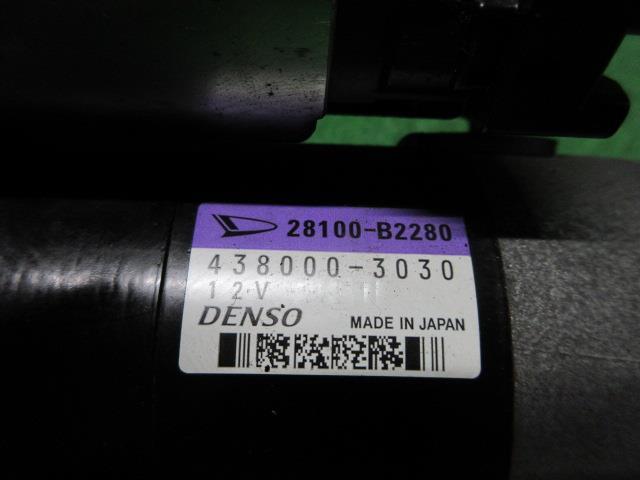 28100-B2280
438000-3030
12V
DENSO
MADE IN JAPAN